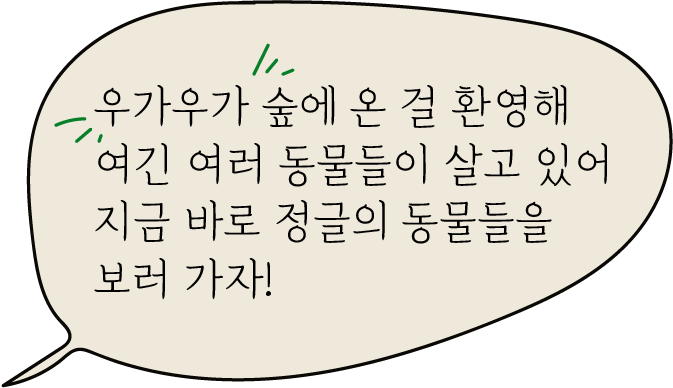 우가우가 숲에 온 걸 환영해
여긴 여러 동물들이 살고 있어
지금 바로 정글의 동물들을
보러 가자!